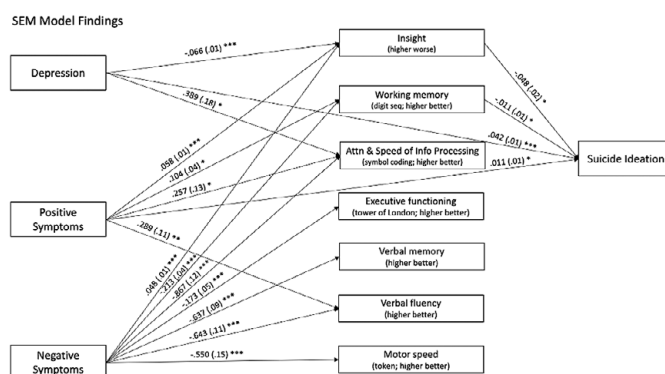 SEM Model Findings
Insight
(higher worse)
-.066 (.01) ***
Depression
-.048 (.02) *
.389 (.18) *
Working memory
(digit seq; higher better)
-.011 (.01) *
.042 (.01) ***
Attn & Speed of Info Processing
(symbol coding; higher better)
Suicide Ideation
.058 (.01) ***
.104 (.04) *
.011 (.01) *
.257 (.13) *
Positive
Symptoms
Executive functioning
(tower of London; higher better)
.289 (.11) **
Verbal memory
(higher better)
.048 (.01) ***
-.213 (.04) ***
-.867 (.12) ***
-.173 (.05) ***
-.637 (.09) ***
Verbal fluency
(higher better)
-.643 (.11) ***
Negative
Symptoms
-.550 (.15) ***
Motor speed
(token; higher better)